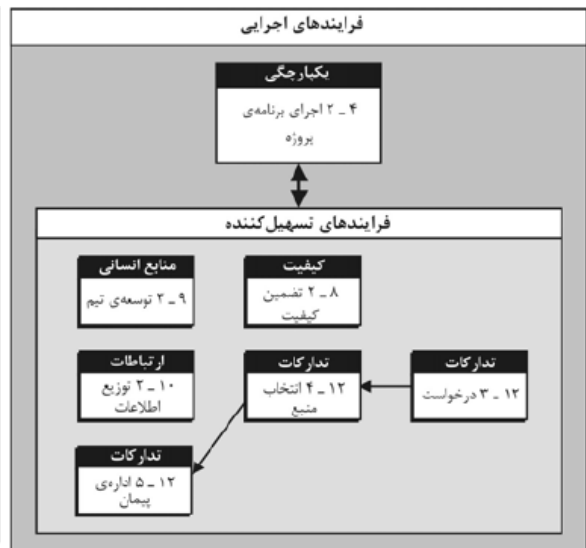 فرایندهای اجرایی
یکپارچگی
۴ _ ۲ اجرای برنامه‌ی
پروژه
فرایندهای تسهیل‌کننده
کیفیت
۸ _ ۲ تضمین
کیفیت
منابع انسانی
۹ _ ۳ توسعه‌ی تیم
تدارکات
۱۲ _ ۳ درخواست
تدارکات
۱۲ _ ۴ انتخاب
منبع
ارتباطات
۱۰ _ ۲ توزیع
اطلاعات
تدارکات
۱۲ _ ۵ اداره‌ی
پیمان